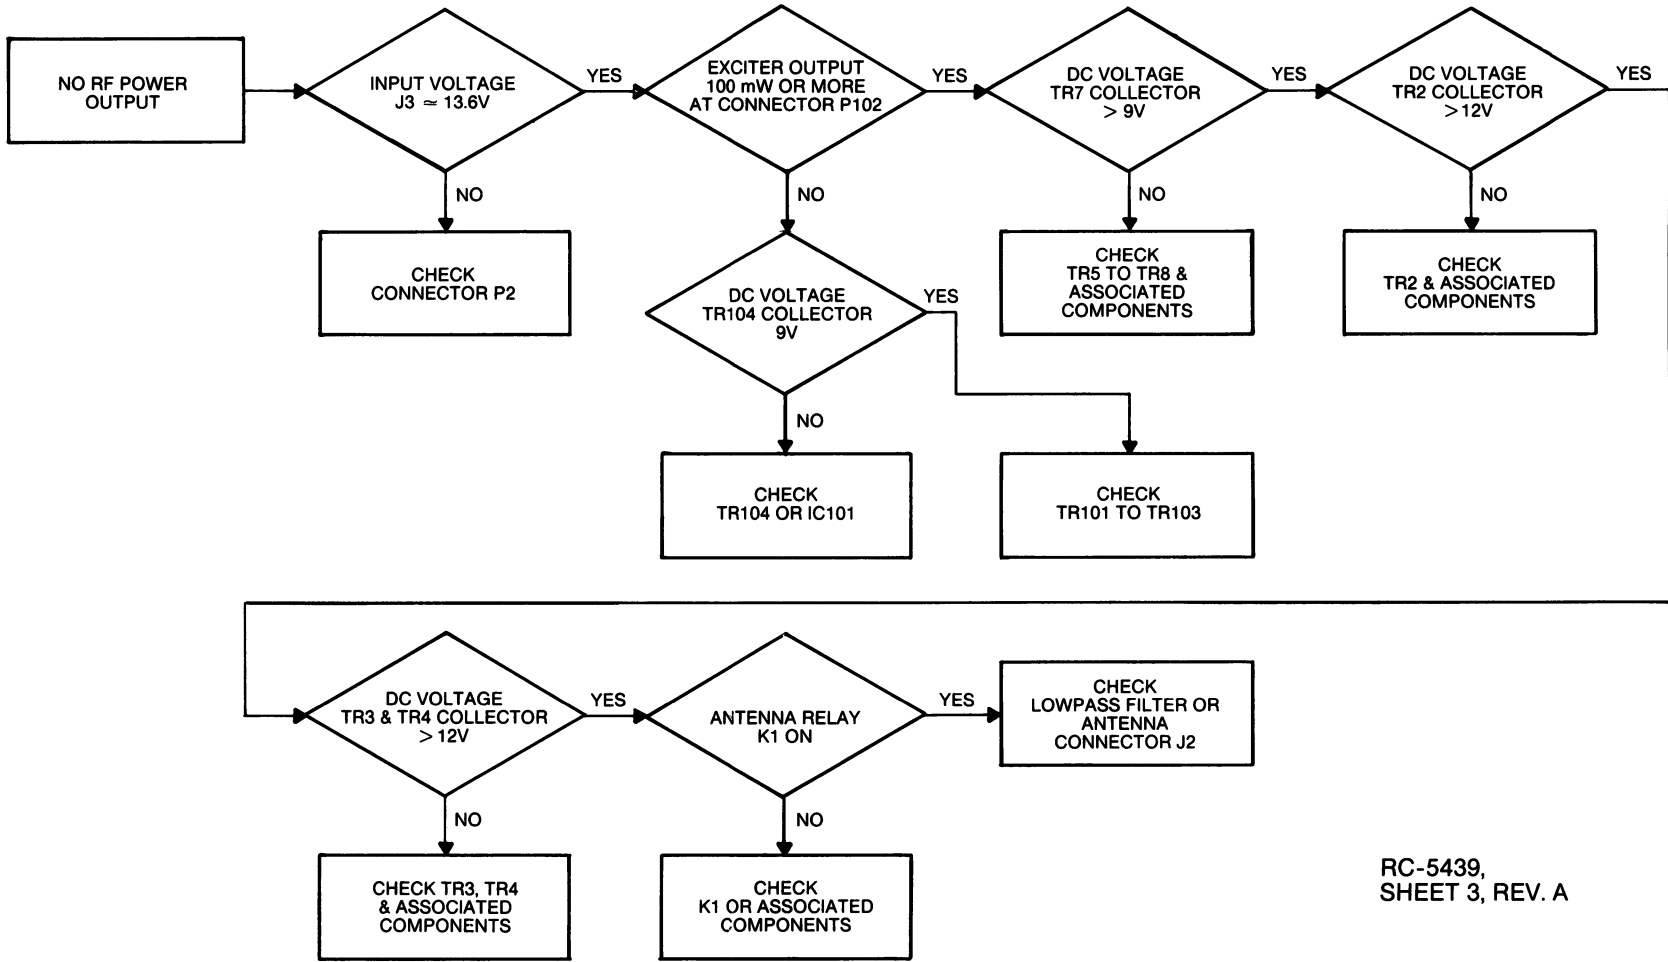 NO RF POWER
OUTPUT
INPUT VOLTAGE
J3 ≃ 13.6V
YES
EXCITER OUTPUT
100 mW OR MORE
AT CONNECTOR P102
YES
DC VOLTAGE
TR7 COLLECTOR
> 9V
YES
DC VOLTAGE
TR2 COLLECTOR
>12V
YES
NO
NO
NO
NO
CHECK
CONNECTOR P2
DC VOLTAGE
TR104 COLLECTOR
9V
YES
CHECK
TR5 TO TR8 &
ASSOCIATED
COMPONENTS
CHECK
TR2 & ASSOCIATED
COMPONENTS
NO
CHECK
TR104 OR IC101
CHECK
TR101 TO TR103
DC VOLTAGE
TR3 & TR4 COLLECTOR
> 12V
YES
ANTENNA RELAY
K1 ON
YES
CHECK
LOWPASS FILTER OR
ANTENNA
CONNECTOR J2
NO
NO
CHECK TR3, TR4
& ASSOCIATED
COMPONENTS
CHECK
K1 OR ASSOCIATED
COMPONENTS
RC-5439,
SHEET 3, REV. A